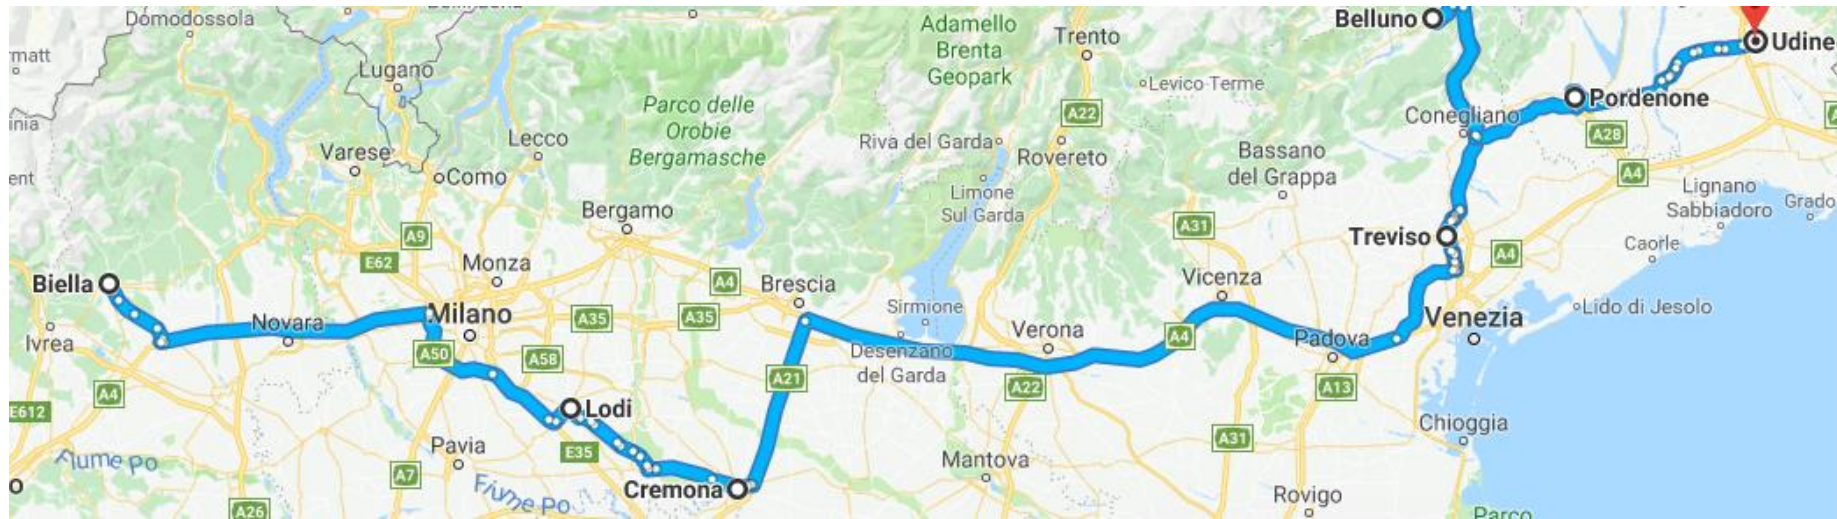 Domodossola
Belluno
Udine
Adamello
Brenta
Geopark
Trento
Levico Terme
matt
Lugano
Parco delle
Orobie
Bergamasche
A22
Pordenone
Conegliano
A28
nia
Lecco
Riva del Garda
Rovereto
Varese
Como
Bassano
del Grappa
A4
ent
Limone
Sul Garda
Lignano
Sabbiadoro
Grado
Bergamo
A31
Treviso
A9
A4
Caorle
E62
Monza
Biella
A4
Brescia
Vicenza
Sirmione
Lido di Jesolo
Milano
A35
A35
Venezia
Novara
Verona
A4
Padova
Ivrea
A50
A58
Desenzano
del Garda
A21
A22
A13
A4
E612
Lodi
Chioggia
Pavia
E35
A31
Fiume Po
Mantova
A7
Fiume Po
Cremona
o
Rovigo
A26
Parco